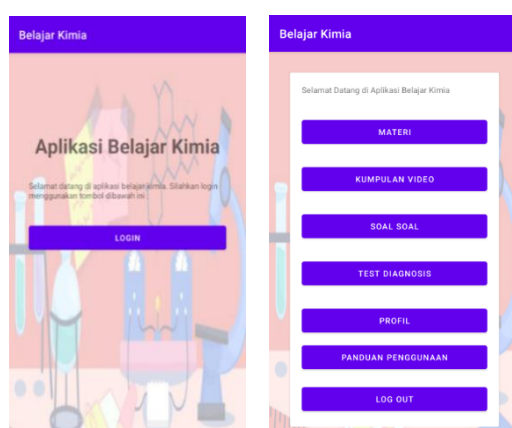 Belajar Kimia
Aplikasi Belajar Kimia
Selamat datang di aplikasi belajar kimia. Silahkan login
menggunakan tombol dibawah ini
LOGIN
Belajar Kimia
Selamat Datang di Aplikasi Belajar Kimia
MATERI
KUMPULAN VIDEO
SOAL SOAL
TEST DIAGNOSIS
PROFIL
PANDUAN PENGGUNAAN
LOG OUT